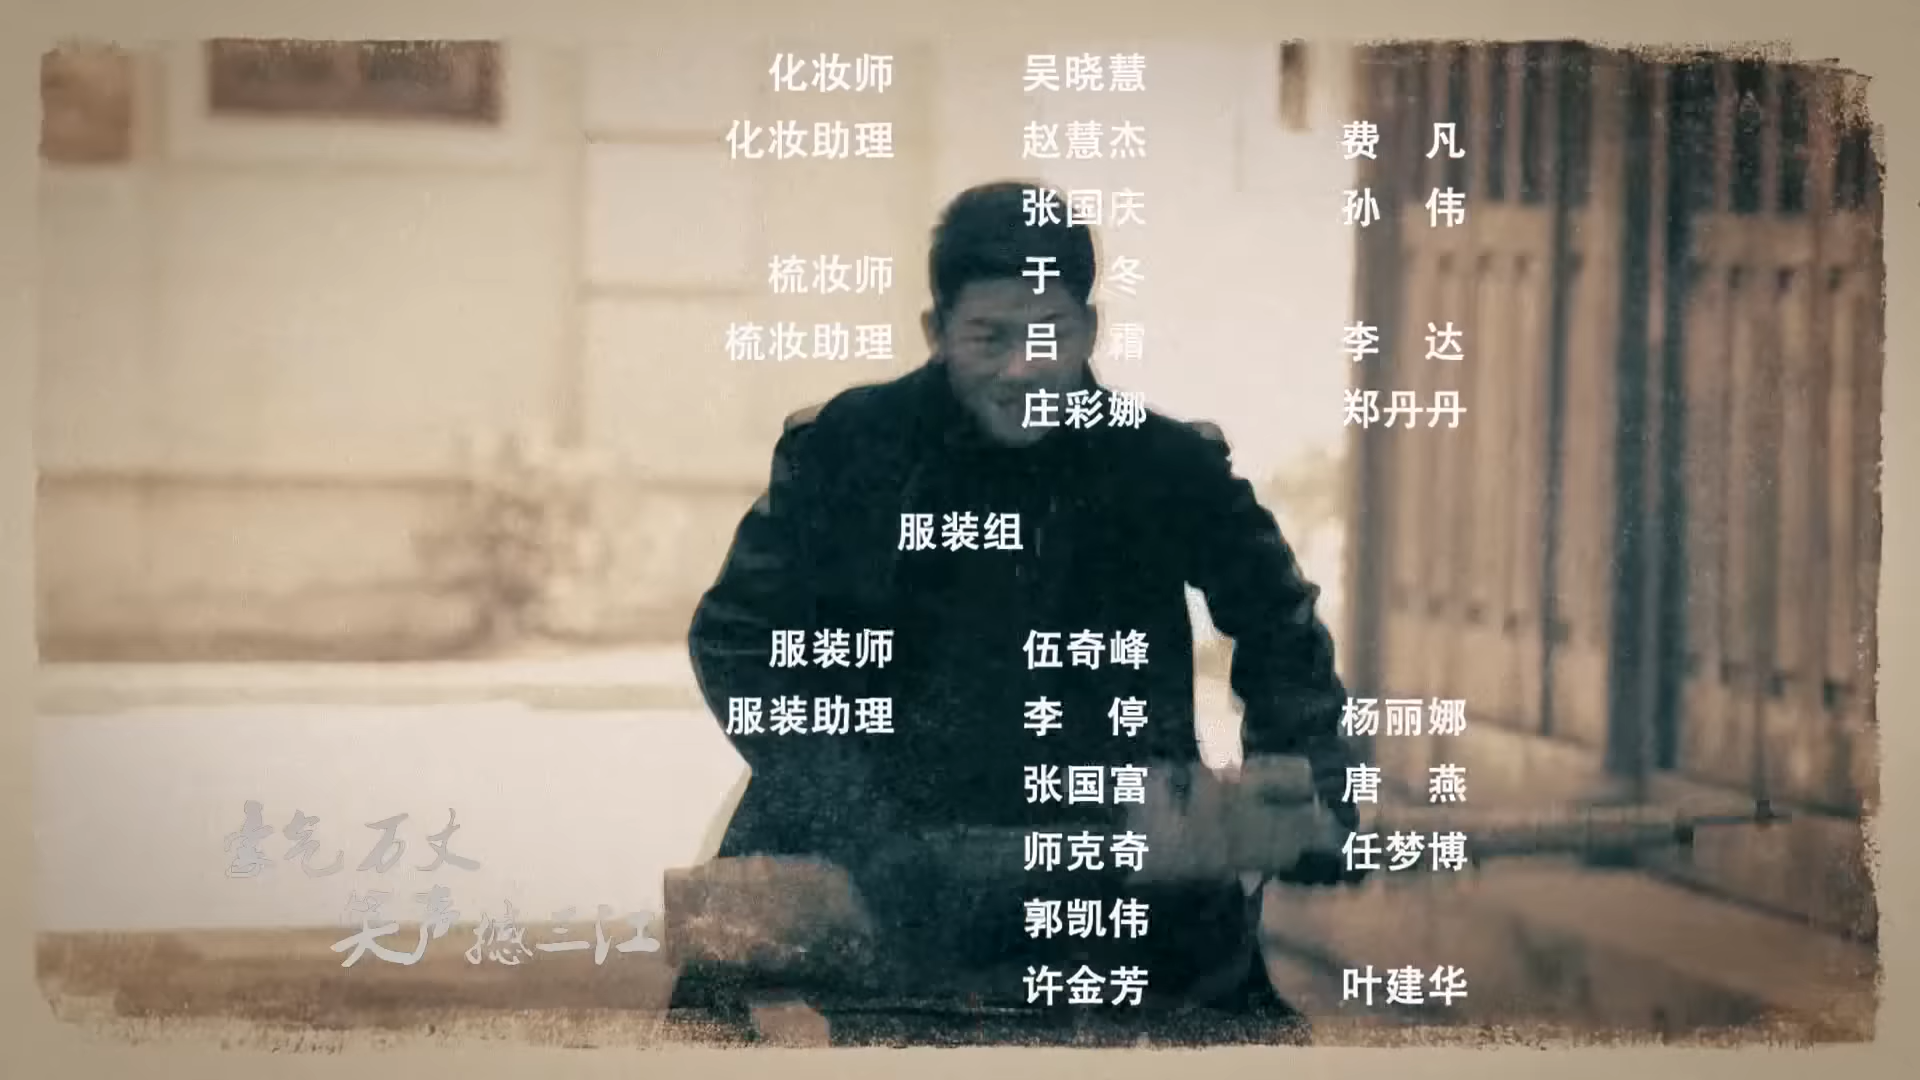 化妆师 吴晓慧
化妆助理 赵慧杰 费 凡
张国庆 孙 伟
梳妆师 于 冬
梳妆助理 吕 霜 李 达
庄彩娜 郑丹丹
服装组
服装师 伍奇峰
服装助理 李 停 杨丽娜
张国富 唐 燕
师克奇 任梦博
郭凯伟
许金芳 叶建华
豪气万丈
笑声撼三江